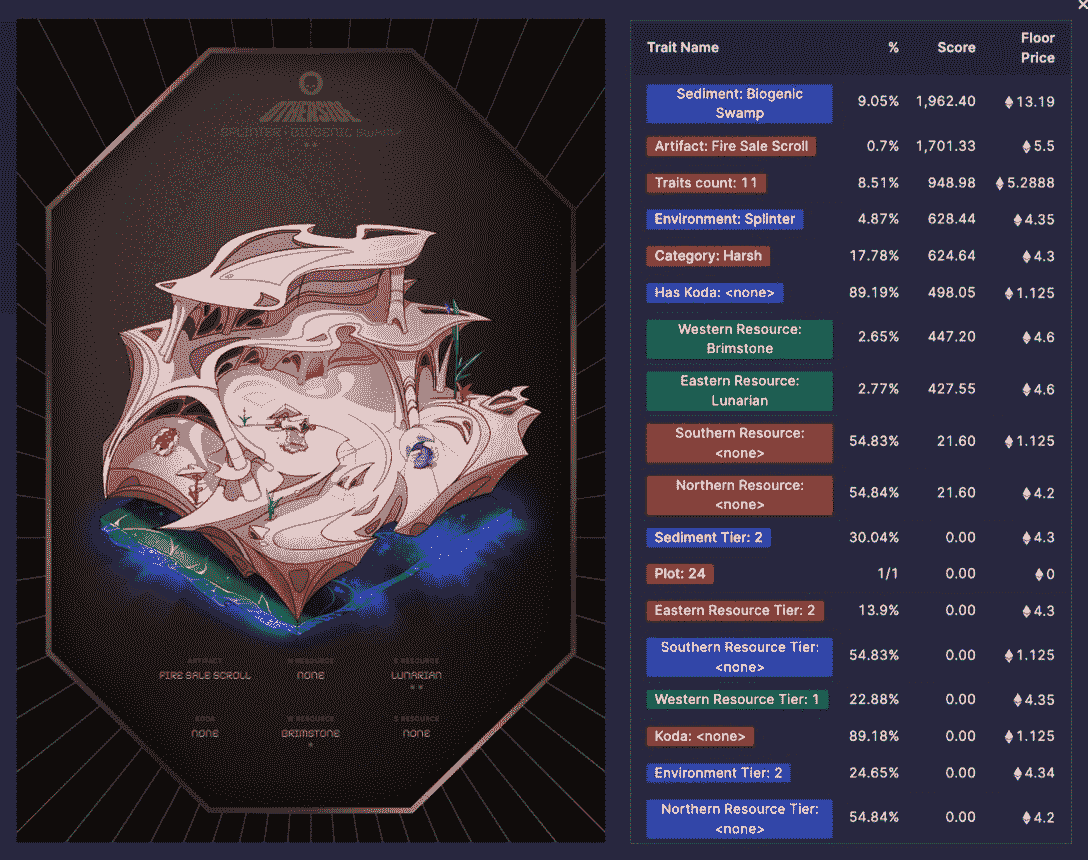 OTHERSIDE
SPLINTER • BIOGENIC SWAMP
ARTIFACT
FIRE SALE SCROLL
N RESOURCE
NONE
E RESOURCE
LUNARIAN
KODA
NONE
W RESOURCE
BRIMSTONE
S RESOURCE
NONE
Trait Name % Score Floor
Price
Sediment: Biogenic
Swamp 9.05% 1,962.40 13.19
Artifact: Fire Sale Scroll 0.7% 1,701.33 5.5
Traits count: 11 8.51% 948.98 5.2888
Environment: Splinter 4.87% 628.44 4.35
Category: Harsh 17.78% 624.64 4.3
Has Koda: <none> 89.19% 498.05 1.125
Western Resource:
Brimstone 2.65% 447.20 4.6
Eastern Resource:
Lunarian 2.77% 427.55 4.6
Southern Resource:
<none> 54.83% 21.60 1.125
Northern Resource:
<none> 54.84% 21.60 4.2
Sediment Tier: 2 30.04% 0.00 4.3
Plot: 24 1/1 0.00 0
Eastern Resource Tier: 2 13.9% 0.00 4.3
Southern Resource Tier:
<none> 54.83% 0.00 1.125
Western Resource Tier: 1 22.88% 0.00 4.35
Koda: <none> 89.18% 0.00 1.125
Environment Tier: 2 24.65% 0.00 4.34
Northern Resource Tier:
<none> 54.84% 0.00 4.2